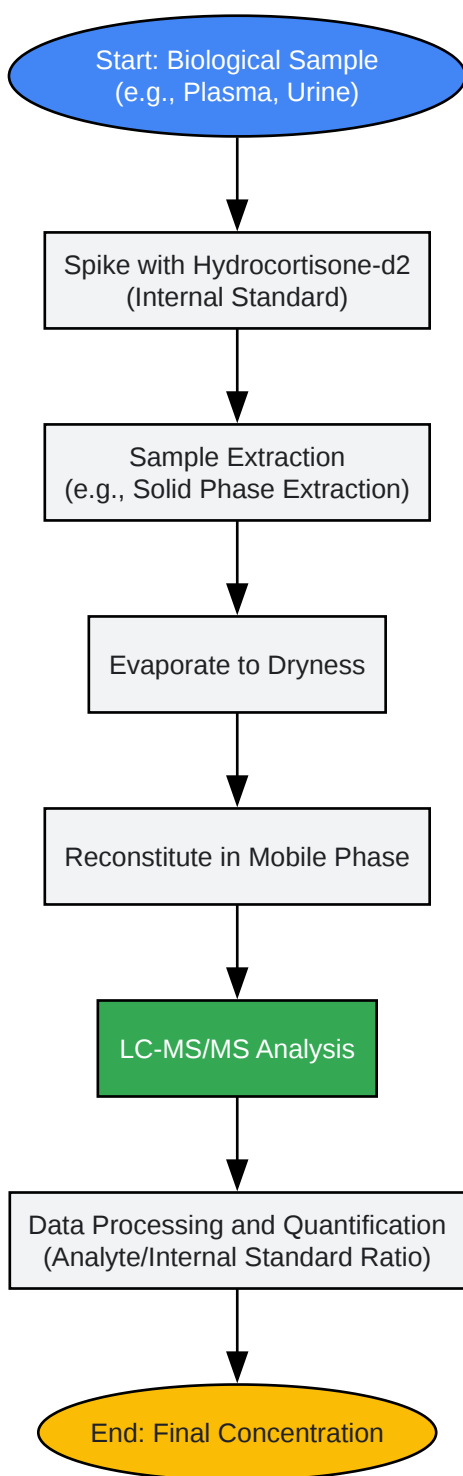 Start: Biological Sample
(e.g., Plasma, Urine)
Spike with Hydrocortisone-d2
(Internal Standard)
Sample Extraction
(e.g., Solid Phase Extraction)
Evaporate to Dryness
Reconstitute in Mobile Phase
LC-MS/MS Analysis
Data Processing and Quantification
(Analyte/Internal Standard Ratio)
End: Final Concentration